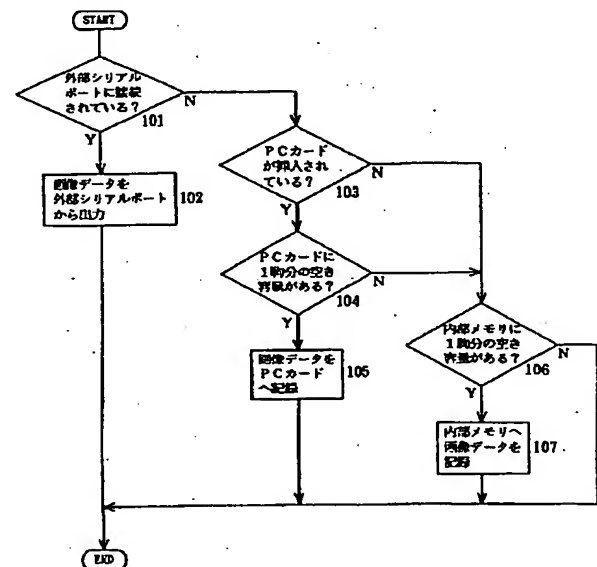 START
外部シリアル
ポートに接続
されている？
101
N
Y
画像データを
外部シリアルポート
から出力
102
PCカード
が挿入され
ている？
103
N
Y
PCカードに
1駒分の空き
容量がある？
104
N
Y
画像データを
PCカード
へ記録
105
内部メモリに
1駒分の空き
容量がある？
106
N
Y
内部メモリへ
画像データを
記録
107
END